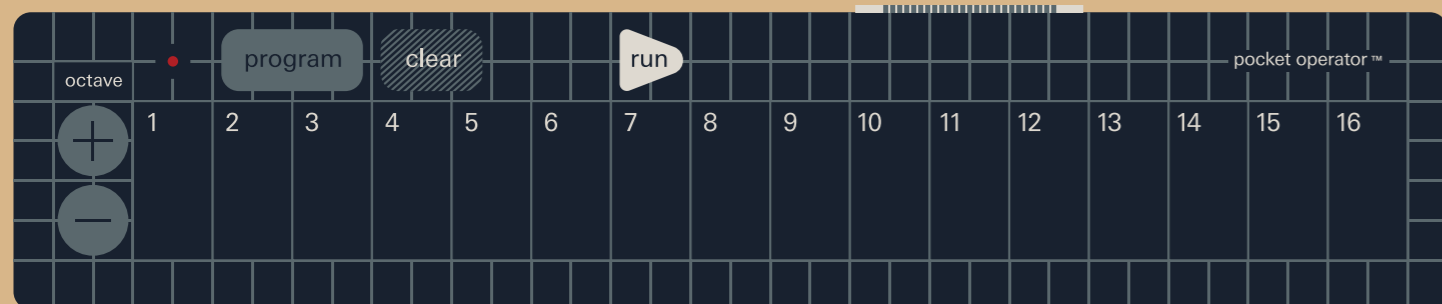 program clear run pocket operator™
octave
1 2 3 4 5 6 7 8 9 10 11 12 13 14 15 16